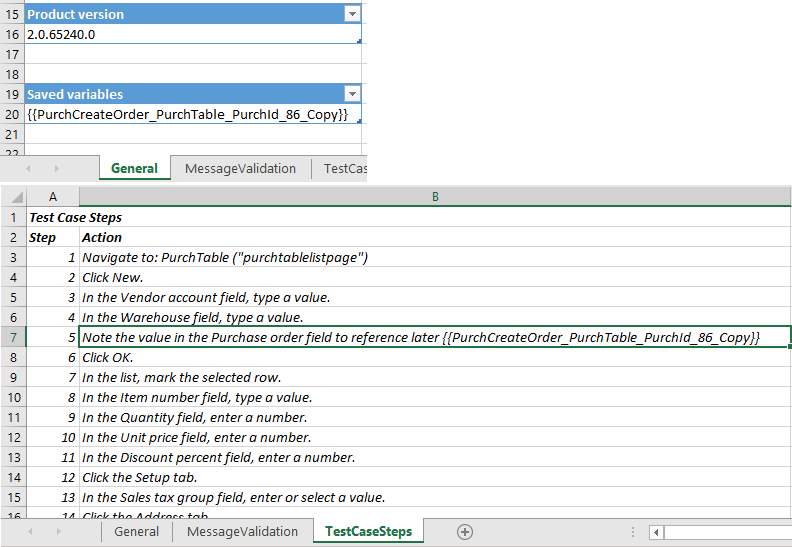 15 Product version
16 2.0.65240.0
17
18
19 Saved variables
20 {{PurchCreateOrder_PurchTable_PurchId_86_Copy}}
21
22
General MessageValidation TestCas
A B
1 Test Case Steps
2 Step Action
3 1 Navigate to: PurchTable ("purchtablelistpage")
4 2 Click New.
5 3 In the Vendor account field, type a value.
6 4 In the Warehouse field, type a value.
7 5 Note the value in the Purchase order field to reference later {{PurchCreateOrder_PurchTable_PurchId_86_Copy}}
8 6 Click OK.
9 7 In the list, mark the selected row.
10 8 In the Item number field, type a value.
11 9 In the Quantity field, enter a number.
12 10 In the Unit price field, enter a number.
13 11 In the Discount percent field, enter a number.
14 12 Click the Setup tab.
15 13 In the Sales tax group field, enter or select a value.
16 14 Click the Address tab.
General MessageValidation TestCaseSteps